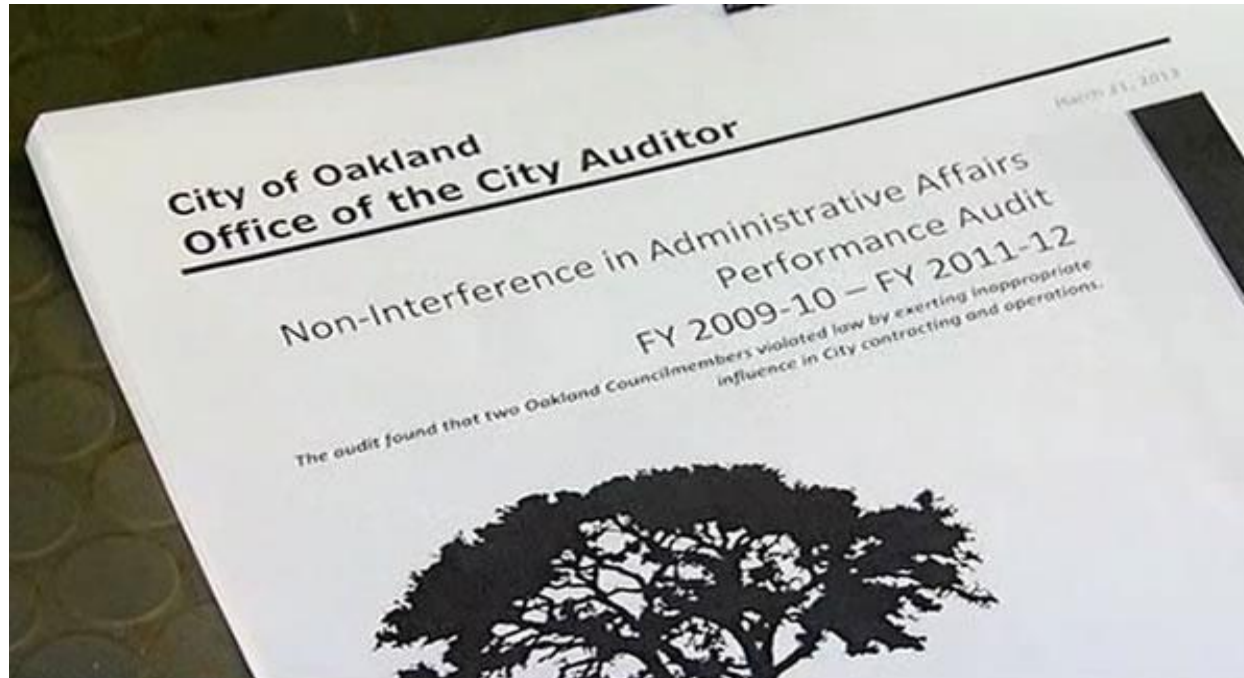 City of Oakland
Office of the City Auditor
March 21, 2013
Non-Interference in Administrative Affairs
Performance Audit
FY 2009-10 – FY 2011-12
The audit found that two Oakland Councilmembers violated law by exerting inappropriate
influence in City contracting and operations.